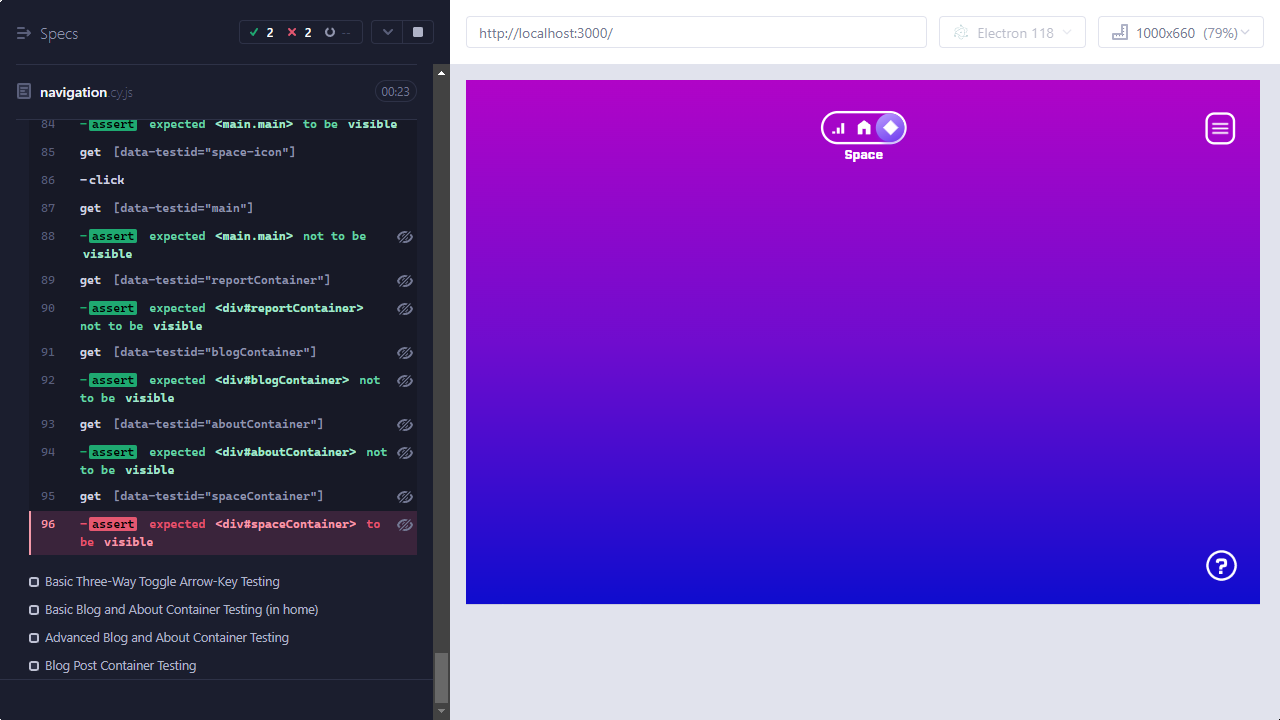 Specs
2
2
--
navigation.cy.js
00:23
84 -assert expected <main.main> to be visible
85 get [data-testid="space-icon"]
86 -click
87 get [data-testid="main"]
88 -assert expected <main.main> not to be
visible
89 get [data-testid="reportContainer"]
90 -assert expected <div#reportContainer>
not to be visible
91 get [data-testid="blogContainer"]
92 -assert expected <div#blogContainer> not
to be visible
93 get [data-testid="aboutContainer"]
94 -assert expected <div#aboutContainer> not
to be visible
95 get [data-testid="spaceContainer"]
96 -assert expected <div#spaceContainer> to
be visible
Basic Three-Way Toggle Arrow-Key Testing
Basic Blog and About Container Testing (in home)
Advanced Blog and About Container Testing
Blog Post Container Testing
http://localhost:3000/
Electron 118
1000x660 (79%)
Space
?